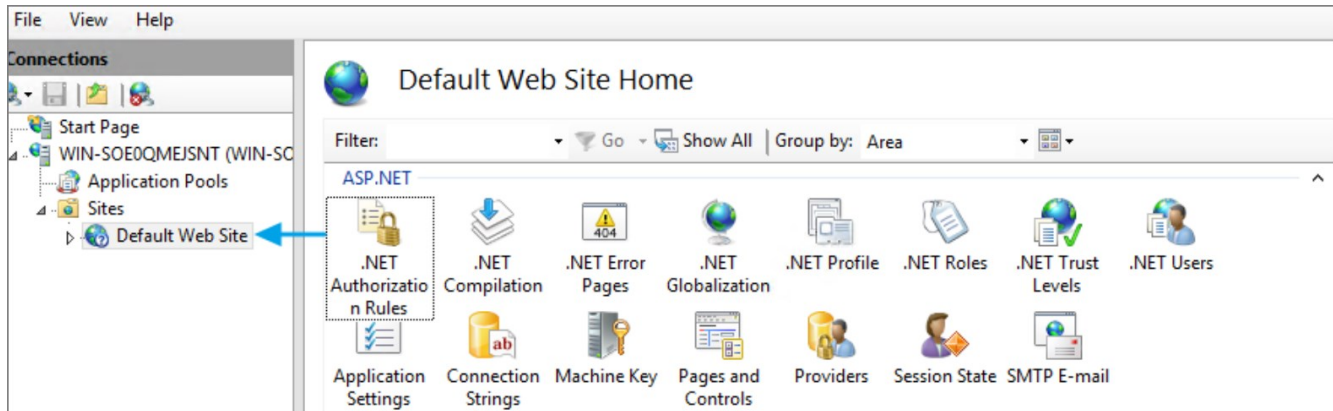 File View Help
Connections
Start Page
WIN-SOE0QMEJSNT (WIN-SO
Application Pools
Sites
Default Web Site
Default Web Site Home
Filter: Go Show All Group by: Area
ASP.NET
404
.NET .NET .NET Error .NET .NET Profile .NET Roles .NET Trust .NET Users
Authorizatio Compilation Pages Globalization Levels
n Rules
ab
Application Connection Machine Key Pages and Providers Session State SMTP E-mail
Settings Strings Controls